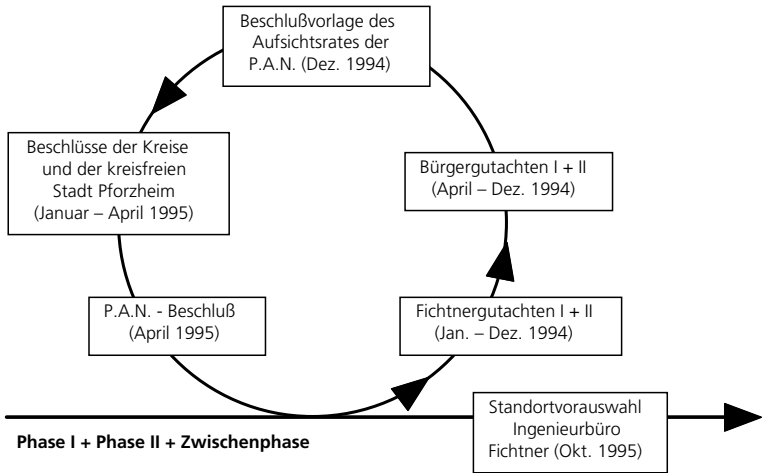 Beschlußvorlage des
Aufsichtsrates der
P.A.N. (Dez. 1994)
Beschlüsse der Kreise
und der kreisfreien
Stadt Pforzheim
(Januar – April 1995)
Bürgergutachten I + II
(April – Dez. 1994)
P.A.N. - Beschluß
(April 1995)
Fichtnergutachten I + II
(Jan. – Dez. 1994)
Standortvorauswahl
Ingenieurbüro
Fichtner (Okt. 1995)
Phase I + Phase II + Zwischenphase